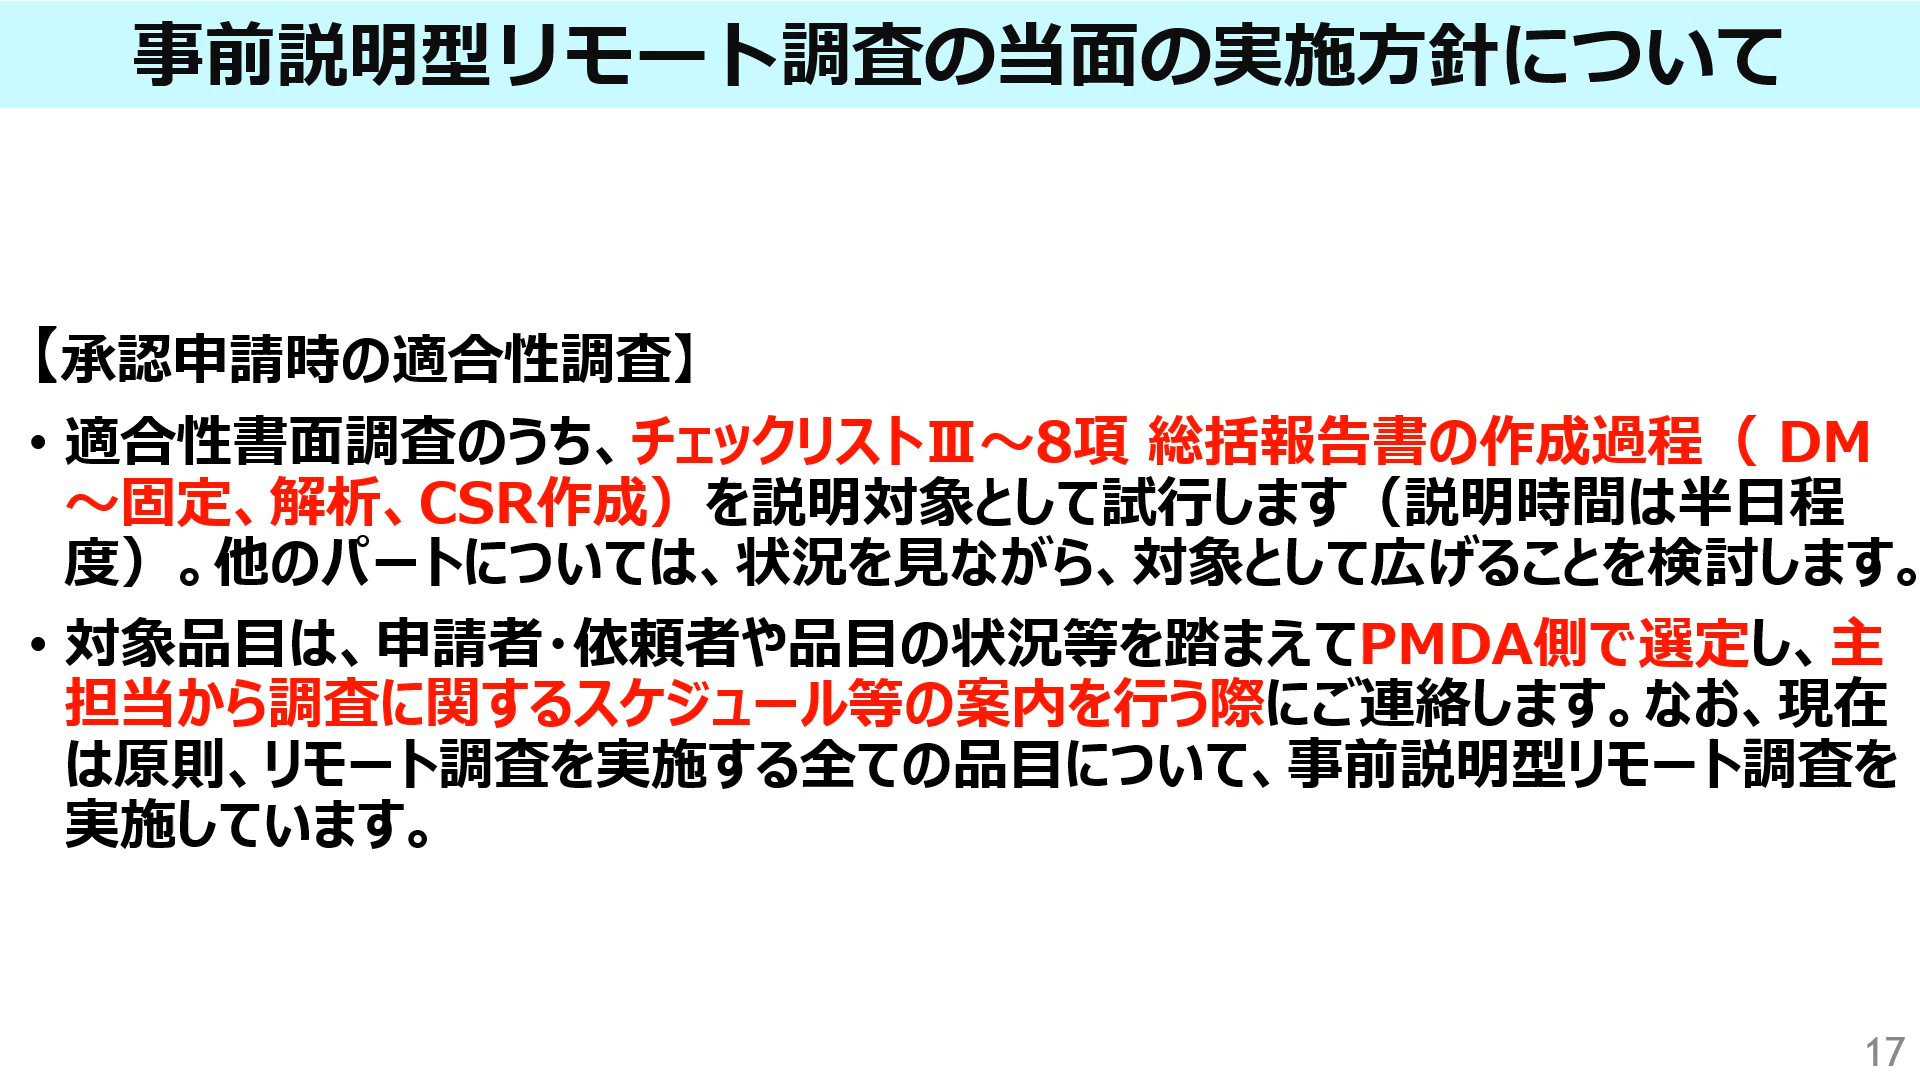 事前説明型リモート調査の当面の実施方針について
【承認申請時の適合性調査】
・適合性書面調査のうち、チェックリストⅢ～8項 総括報告書の作成過程（ DM
～固定、解析、CSR作成）を説明対象として試行します（説明時間は半日程
度）。他のパートについては、状況を見ながら、対象として広げることを検討します。
・対象品目は、申請者・依頼者や品目の状況等を踏まえてPMDA側で選定し、主
担当から調査に関するスケジュール等の案内を行う際にご連絡します。なお、現在
は原則、リモート調査を実施する全ての品目について、事前説明型リモート調査を
実施しています。
17